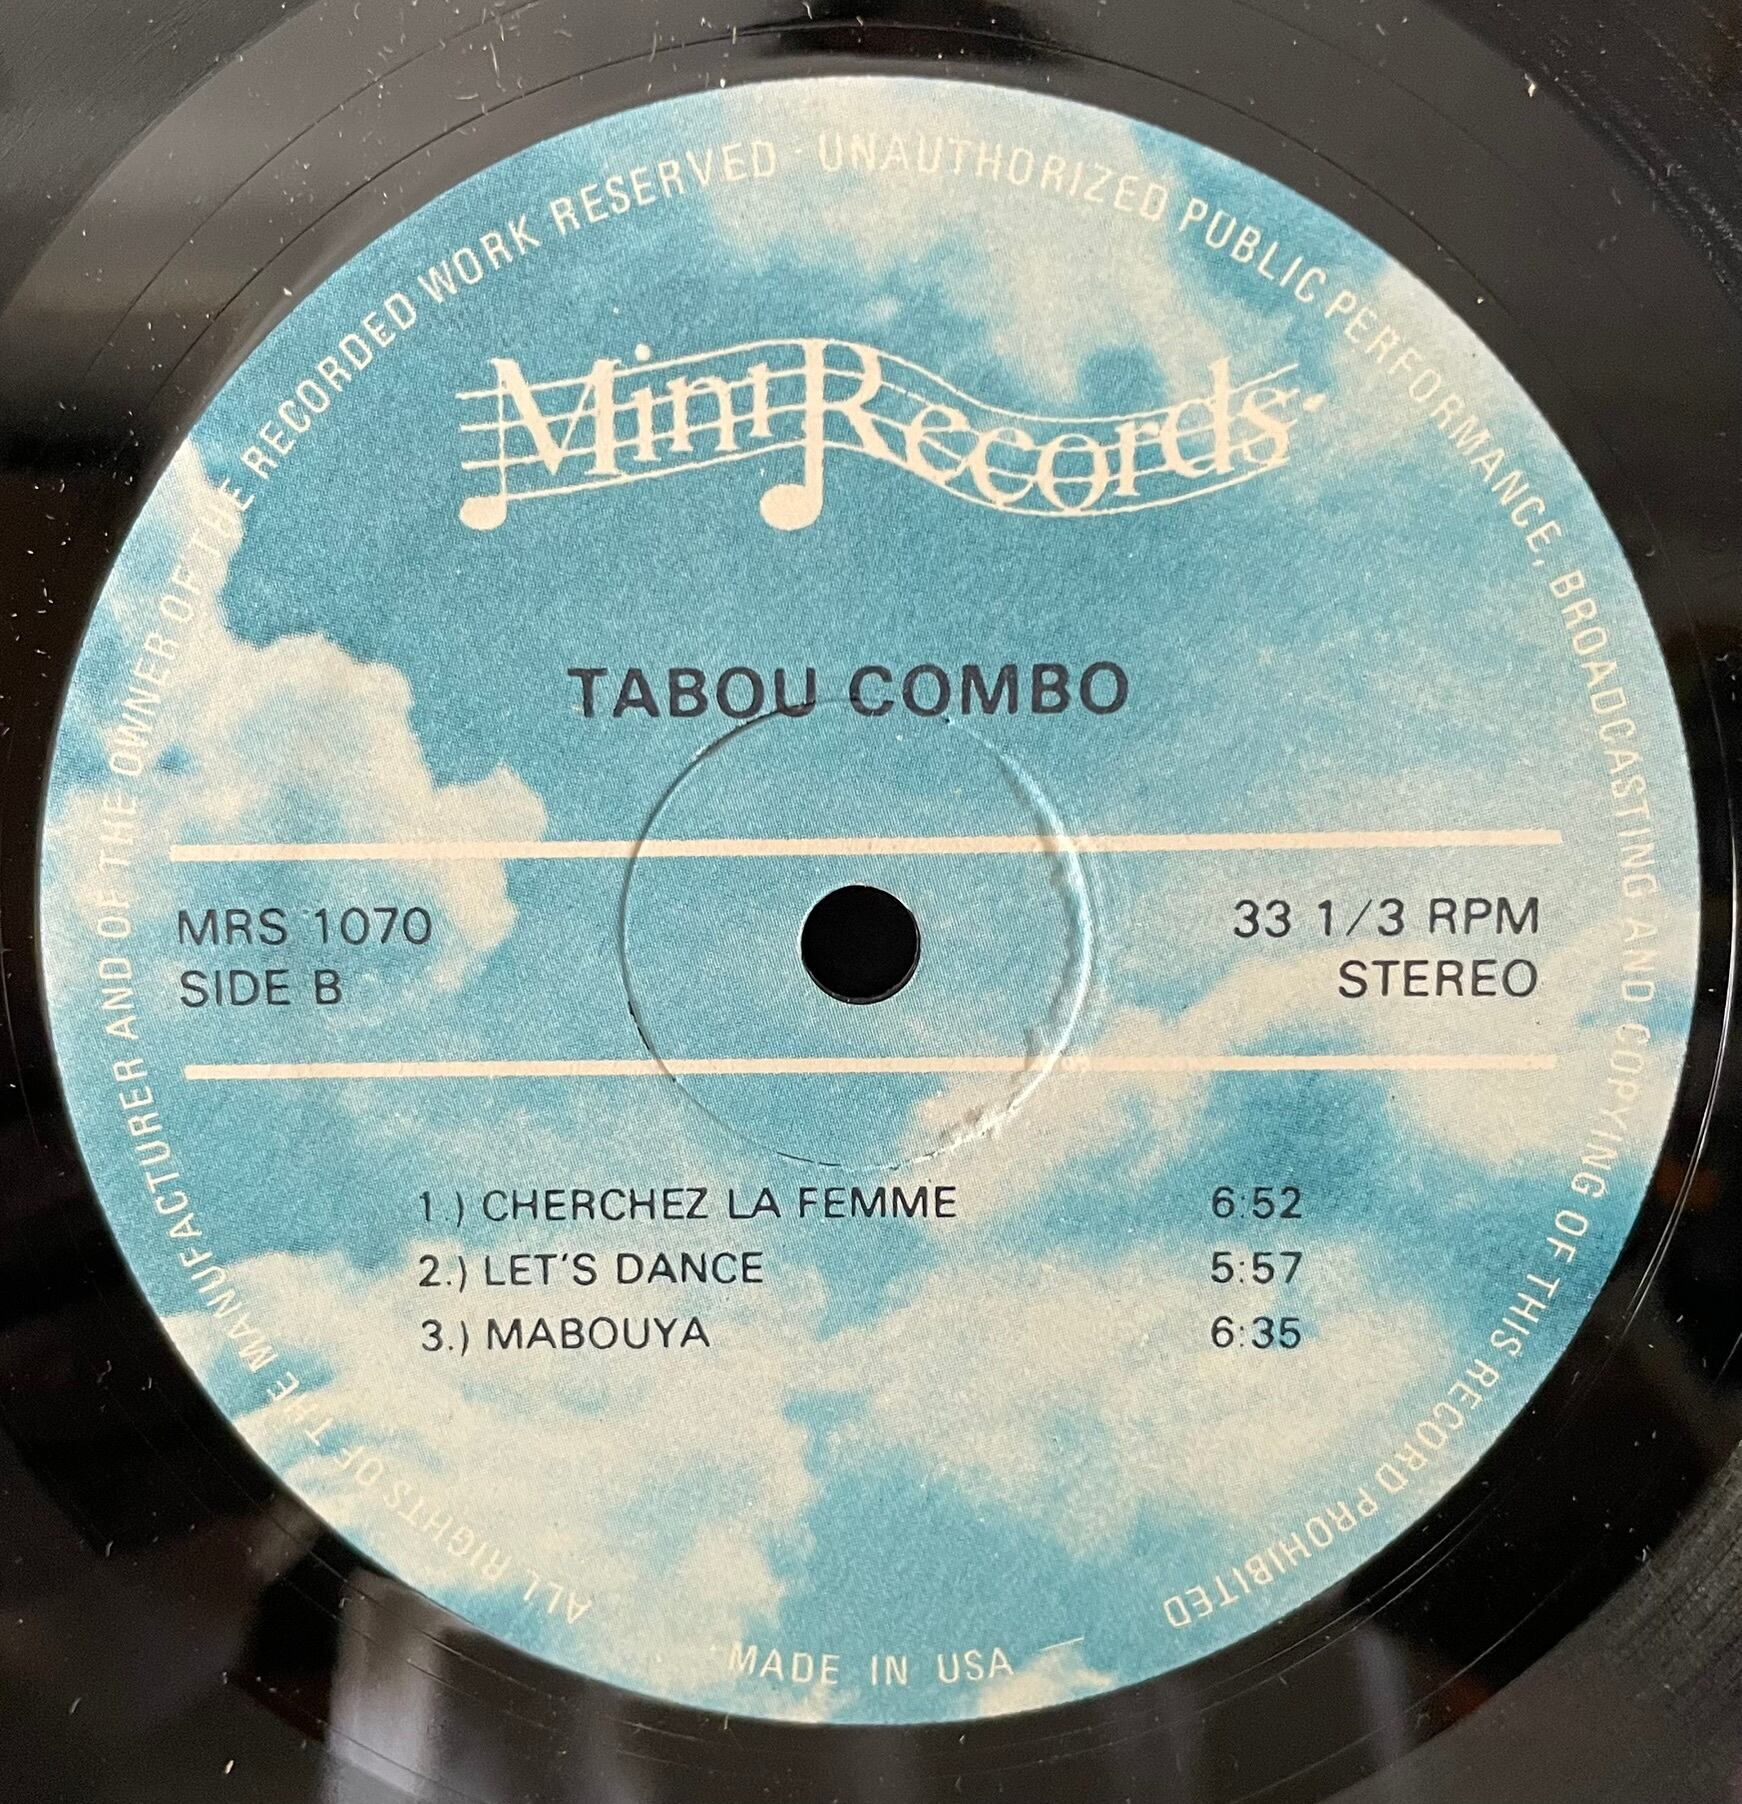 ALL RIGHTS OF THE MANUFACTURER AND OF THE OWNER OF THE RECORDED WORK RESERVED · UNAUTHORIZED PUBLIC PERFORMANCE, BROADCASTING AND COPYING OF THIS RECORD PROHIBITED
Mini Records
TABOU COMBO
MRS 1070
SIDE B
33 1/3 RPM
STEREO
1.) CHERCHEZ LA FEMME 6:52
2.) LET'S DANCE 5:57
3.) MABOUYA 6:35
MADE IN USA